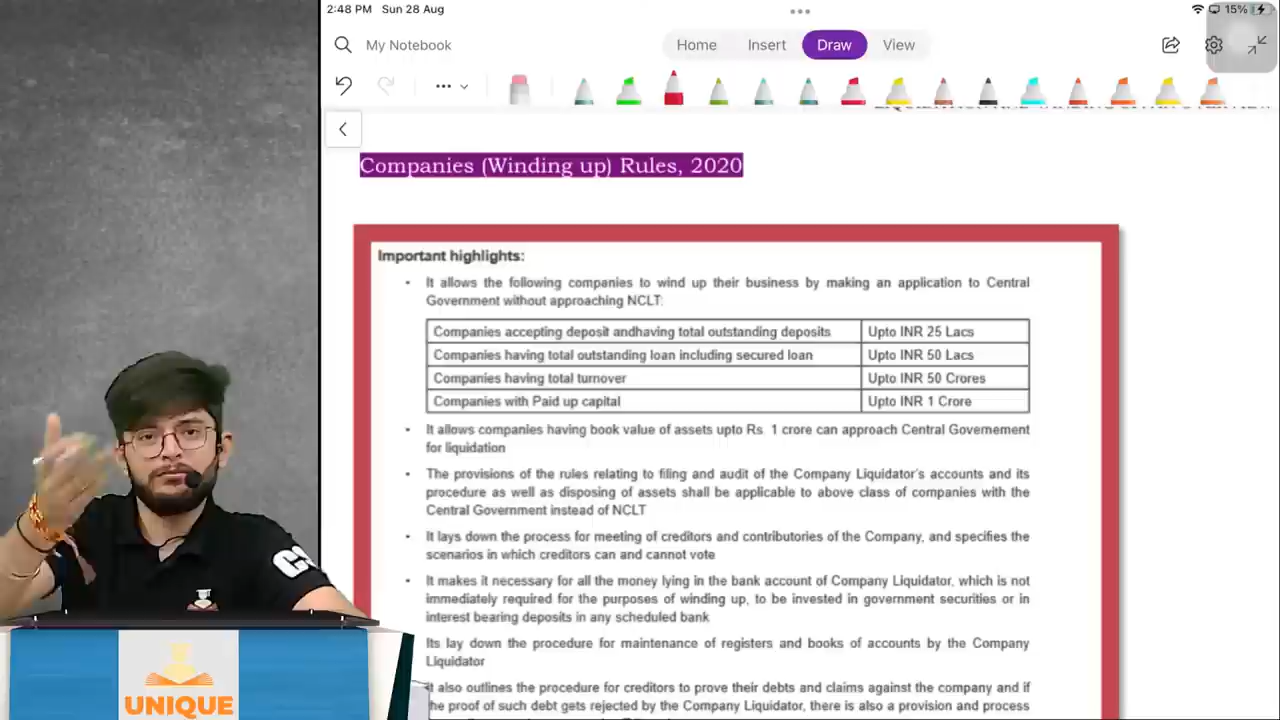 2:48 PM Sun 28 Aug
15%
My Notebook
Home Insert Draw View
Companies (Winding up) Rules, 2020
Important highlights:
It allows the following companies to wind up their business by making an application to Central
Government without approaching NCLT:
Companies accepting deposit andhaving total outstanding deposits Upto INR 25 Lacs
Companies having total outstanding loan including secured loan Upto INR 50 Lacs
Companies having total turnover Upto INR 50 Crores
Companies with Paid up capital Upto INR 1 Crore
It allows companies having book value of assets upto Rs. 1 crore can approach Central Governement
for liquidation
The provisions of the rules relating to filing and audit of the Company Liquidator's accounts and its
procedure as well as disposing of assets shall be applicable to above class of companies with the
Central Government instead of NCLT
It lays down the process for meeting of creditors and contributories of the Company, and specifies the
scenarios in which creditors can and cannot vote
It makes it necessary for all the money lying in the bank account of Company Liquidator, which is not
immediately required for the purposes of winding up, to be invested in government securities or in
interest bearing deposits in any scheduled bank
Its lay down the procedure for maintenance of registers and books of accounts by the Company
Liquidator
It also outlines the procedure for creditors to prove their debts and claims against the company and if
the proof of such debt gets rejected by the Company Liquidator, there is also a provision and process
UNIQUE